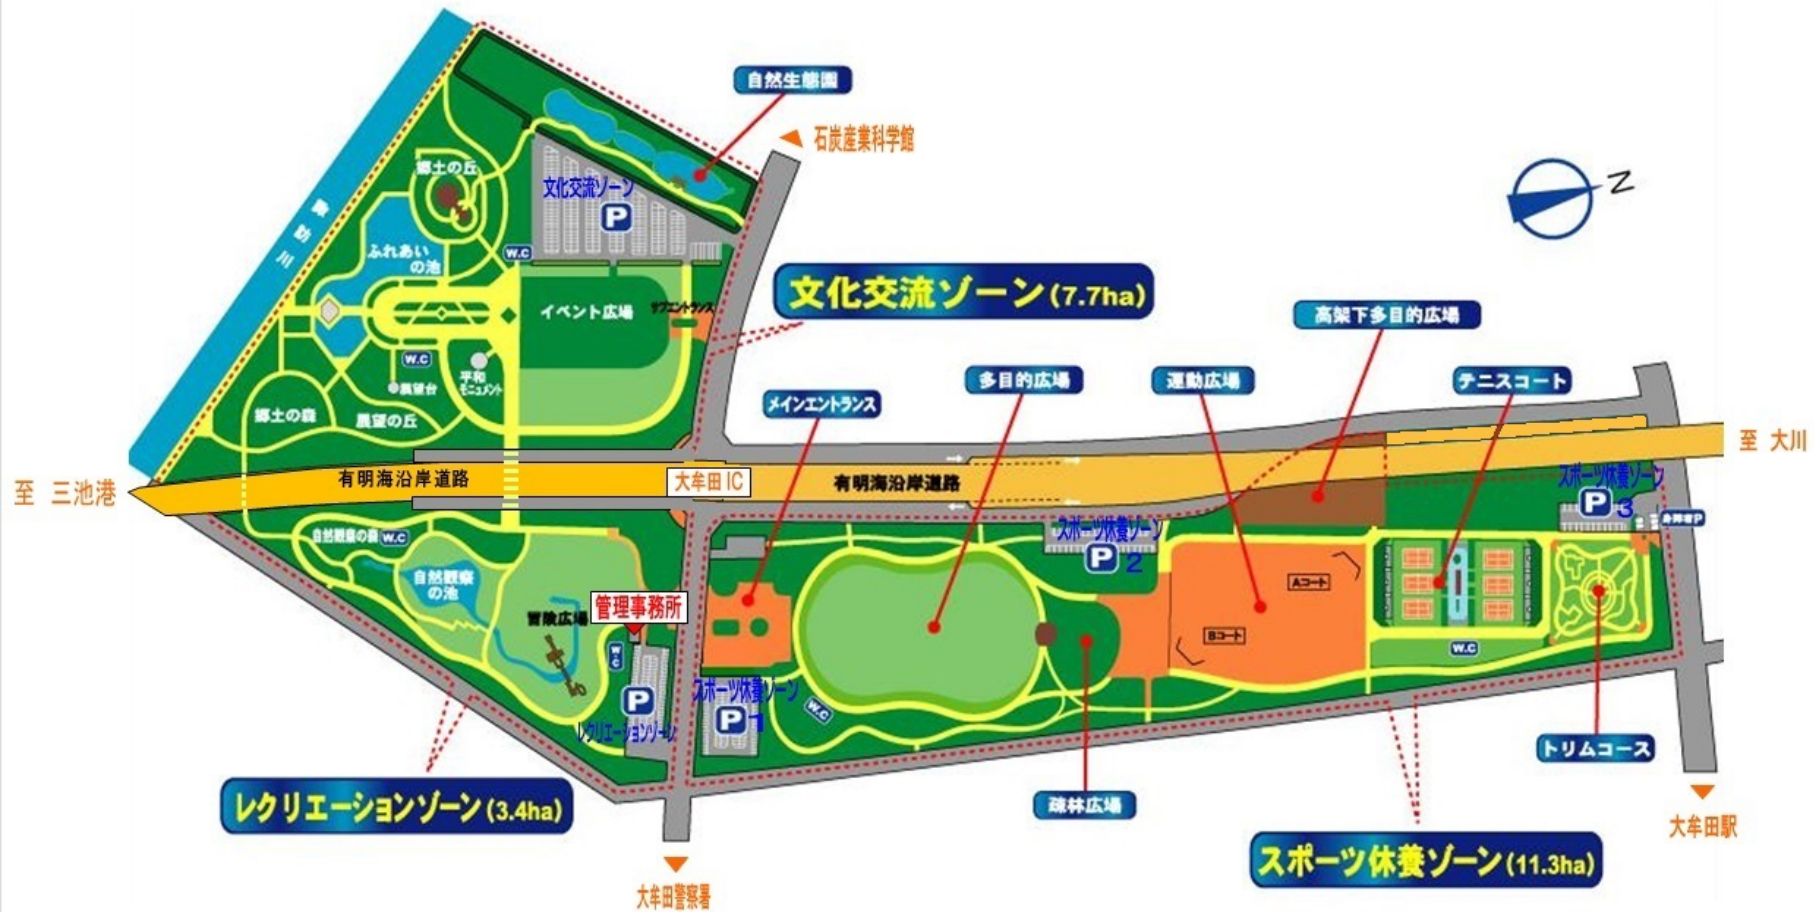 自然生態園
石炭産業科学館
郷土の丘
文化交流ゾーン
P
N
諏訪川
ふれあい
の池
W.C
文化交流ゾーン(7.7ha)
イベント広場
サブエントランス
高架下多目的広場
W.C
平和
モニュメント
展望台
メインエントランス
多目的広場
運動広場
テニスコート
郷土の森
展望の丘
至 大川
至 三池港
有明海沿岸道路
大牟田IC
有明海沿岸道路
スポーツ休養ゾーン
P
3
身障者P
自然観察の森
W.C
スポーツ休養ゾーン
P
2
自然観察
の池
Aコート
冒険広場
管理事務所
Bコート
W.C
W.C
P
レクリエーションゾーン
スポーツ休養ゾーン
P
1
W.C
トリムコース
レクリエーションゾーン(3.4ha)
疎林広場
大牟田駅
スポーツ休養ゾーン(11.3ha)
大牟田警察署